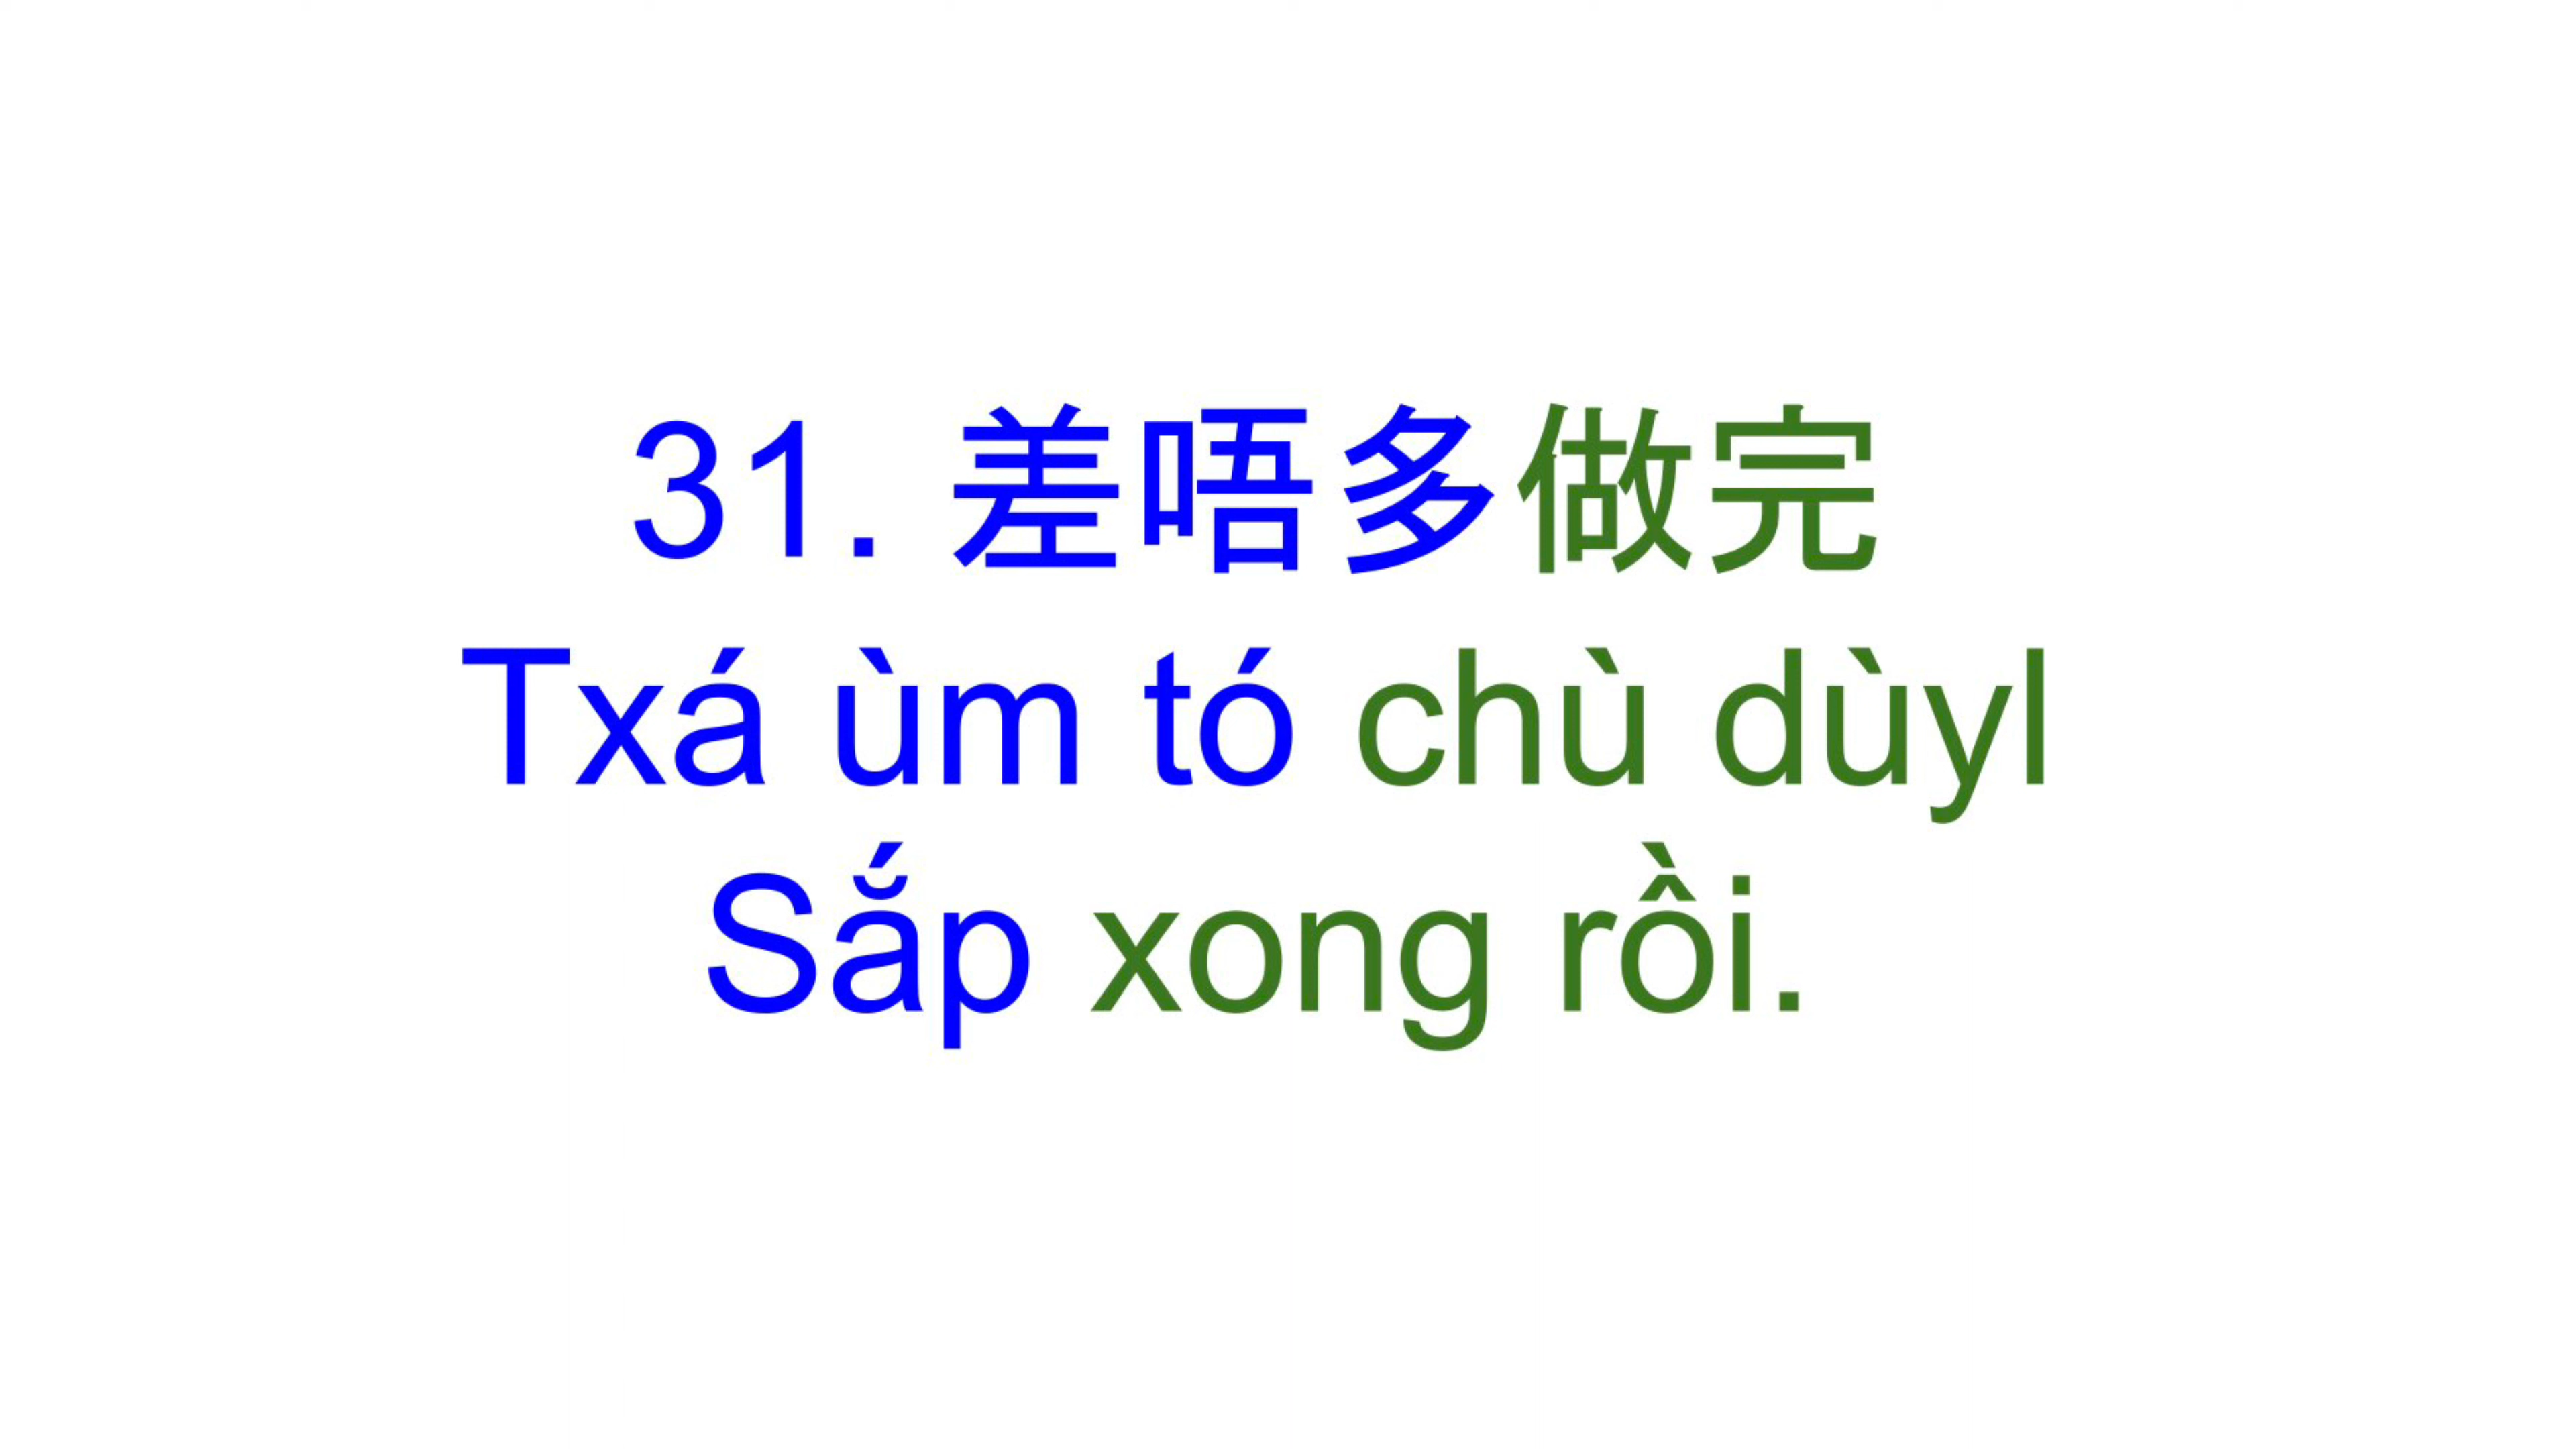 31. 差唔多做完
Txá ùm tó chù dùyl
Sắp xong rồi.